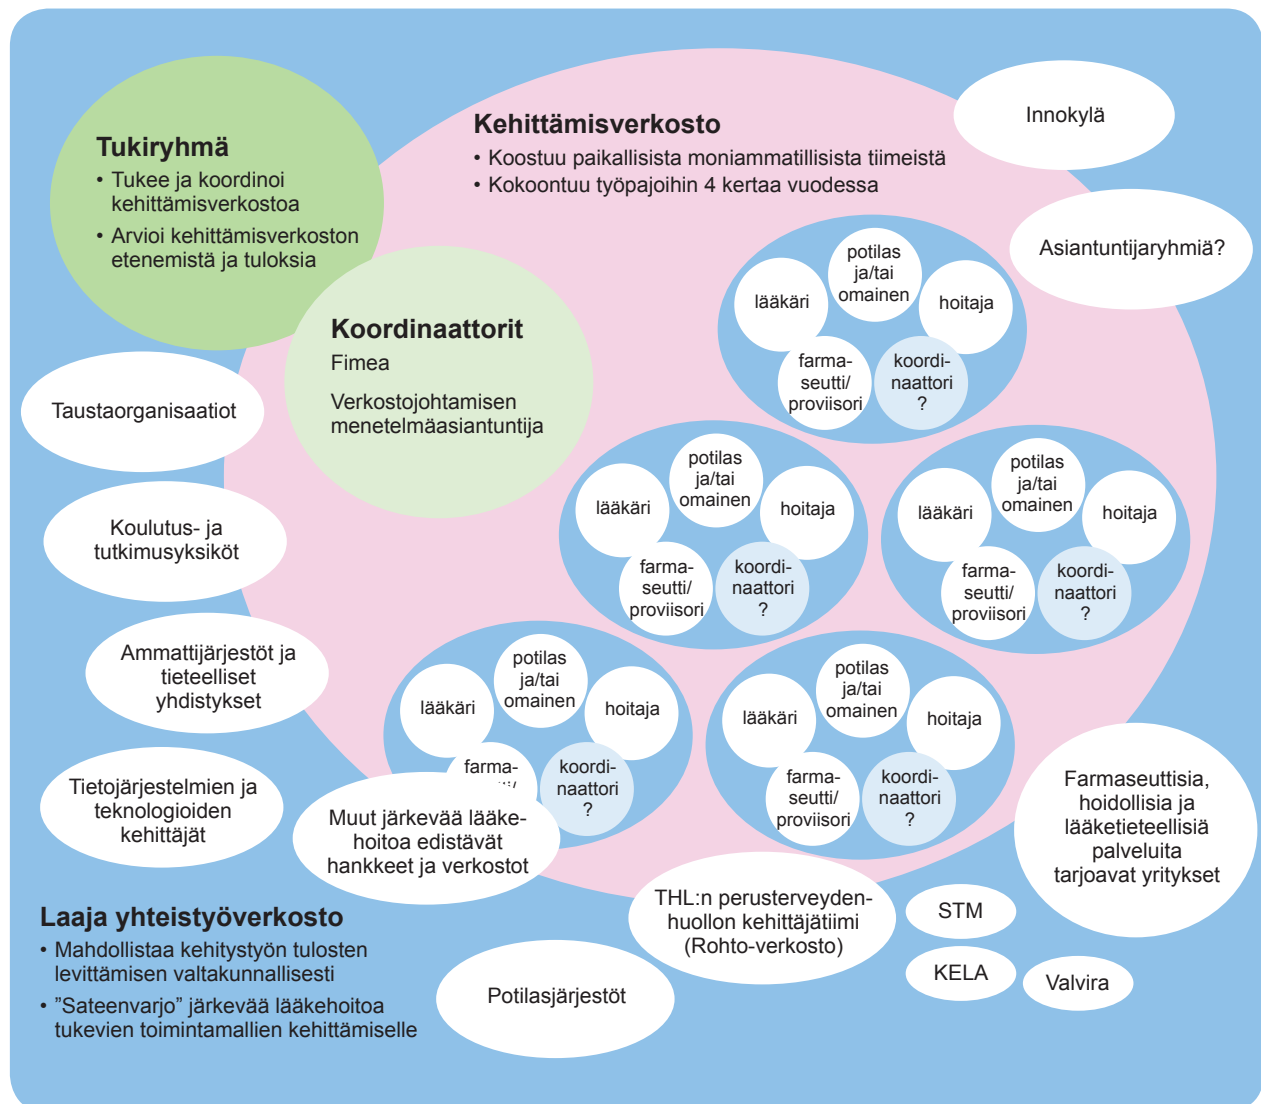 Tukiryhmä
• Tukee ja koordinoi
kehittämisverkostoa
• Arvioi kehittämisverkoston
etenemistä ja tuloksia
Kehittämisverkosto
• Koostuu paikallisista moniammatillisista tiimeistä
• Kokoontuu työpajoihin 4 kertaa vuodessa
Innokylä
Asiantuntijaryhmiä?
Koordinaattorit
Fimea
Verkostojohtamisen
menetelmäasiantuntija
lääkäri
potilas
ja/tai
omainen
hoitaja
farma-
seutti/
proviisori
koordi-
naattori
?
Taustaorganisaatiot
Koulutus- ja
tutkimusyksiköt
Ammattijärjestöt ja
tieteelliset
yhdistykset
Tietojärjestelmien ja
teknologioiden
kehittäjät
lääkäri
potilas
ja/tai
omainen
hoitaja
farma-
seutti/
proviisori
koordi-
naattori
?
lääkäri
potilas
ja/tai
omainen
hoitaja
farma-
seutti/
proviisori
koordi-
naattori
?
lääkäri
potilas
ja/tai
omainen
hoitaja
farma-
koordi-
naattori
?
lääkäri
potilas
ja/tai
omainen
hoitaja
farma-
seutti/
proviisori
koordi-
naattori
?
Muut järkevää lääke-
hoitoa edistävät
hankkeet ja verkostot
Farmaseuttisia,
hoidollisia ja
lääketieteellisiä
palveluita
tarjoavat yritykset
THL:n perusterveyden-
huollon kehittäjätiimi
(Rohto-verkosto)
STM
KELA
Valvira
Potilasjärjestöt
Laaja yhteistyöverkosto
• Mahdollistaa kehitystyön tulosten
levittämisen valtakunnallisesti
• ”Sateenvarjo” järkevää lääkehoitoa
tukevien toimintamallien kehittämiselle